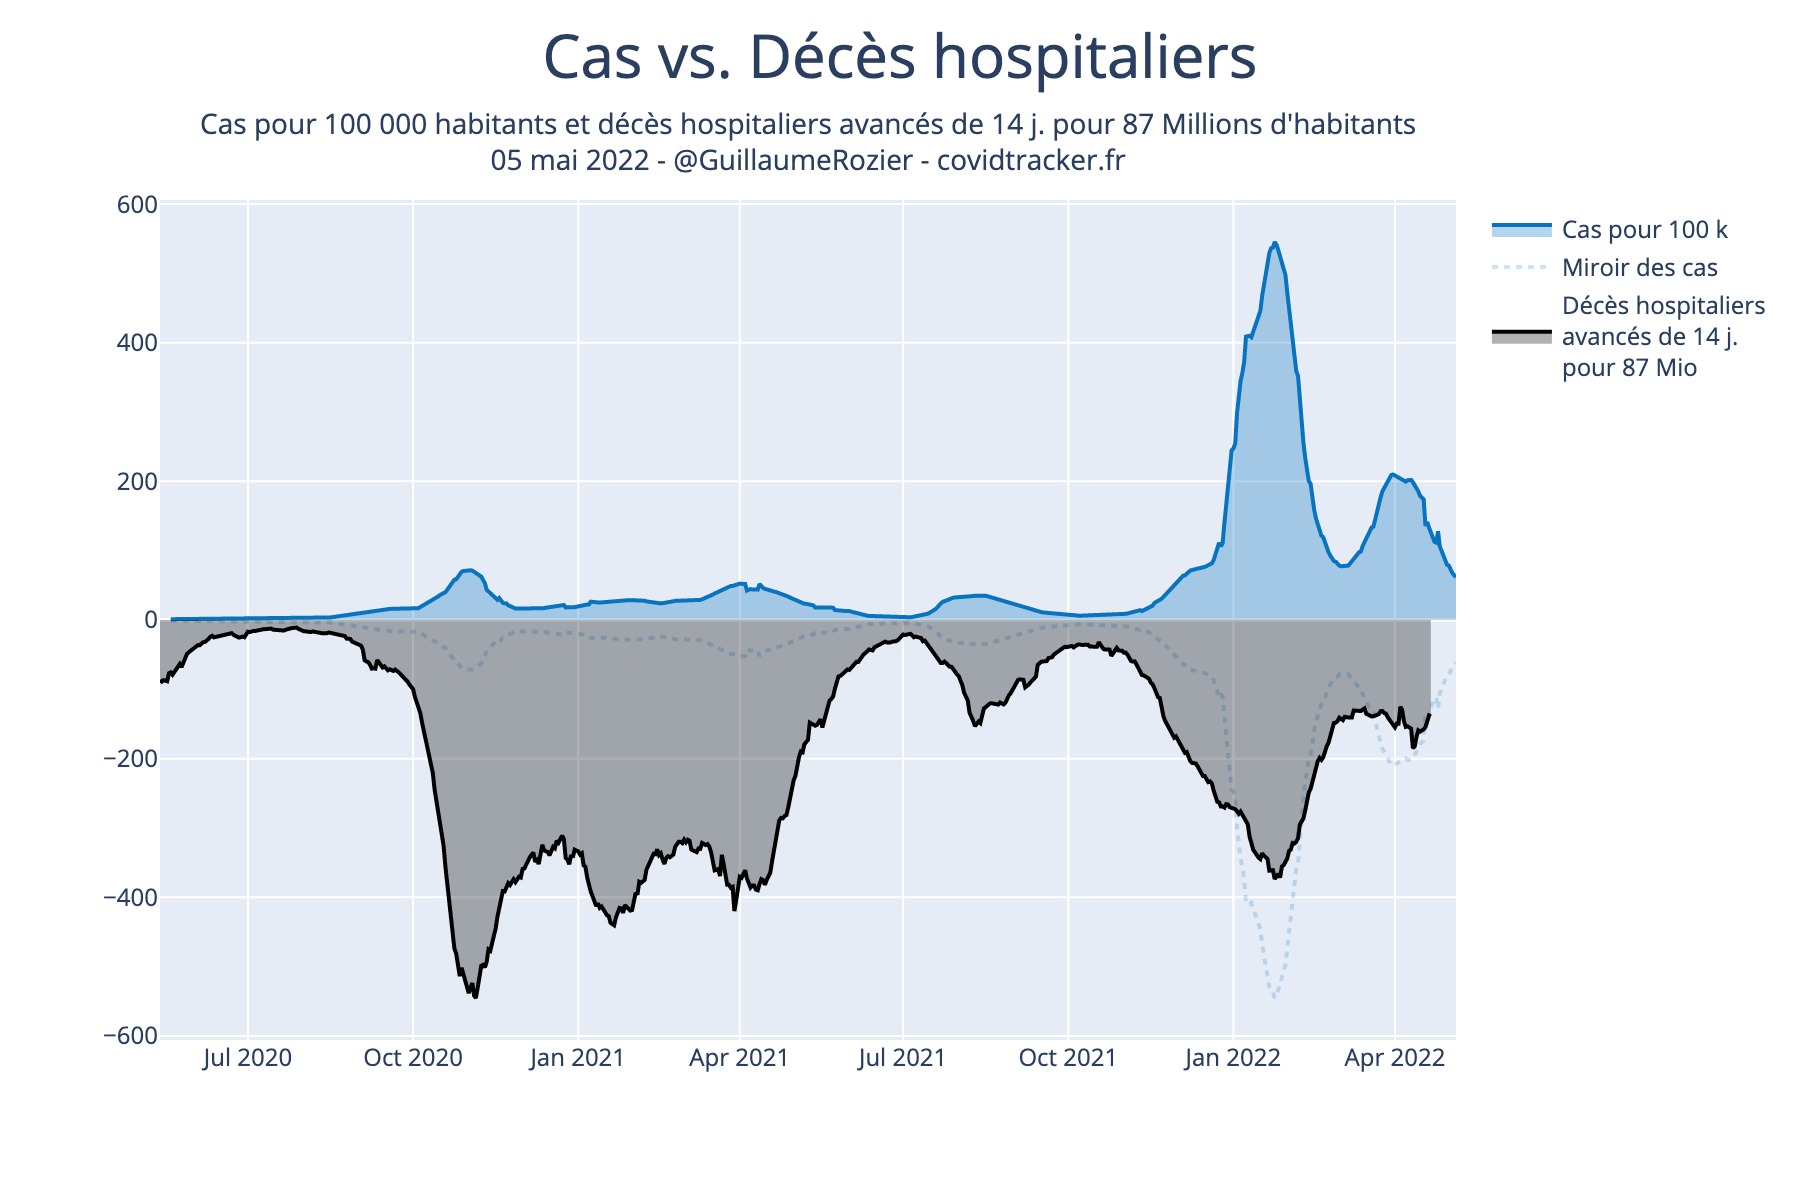 Cas vs. Décès hospitaliers
Cas pour 100 000 habitants et décès hospitaliers avancés de 14 j. pour 87 Millions d'habitants
05 mai 2022 - @GuillaumeRozier - covidtracker.fr
600
400
200
0
−200
−400
−600
Jul 2020
Oct 2020
Jan 2021
Apr 2021
Jul 2021
Oct 2021
Jan 2022
Apr 2022
Cas pour 100 k
Miroir des cas
Décès hospitaliers
avancés de 14 j.
pour 87 Mio